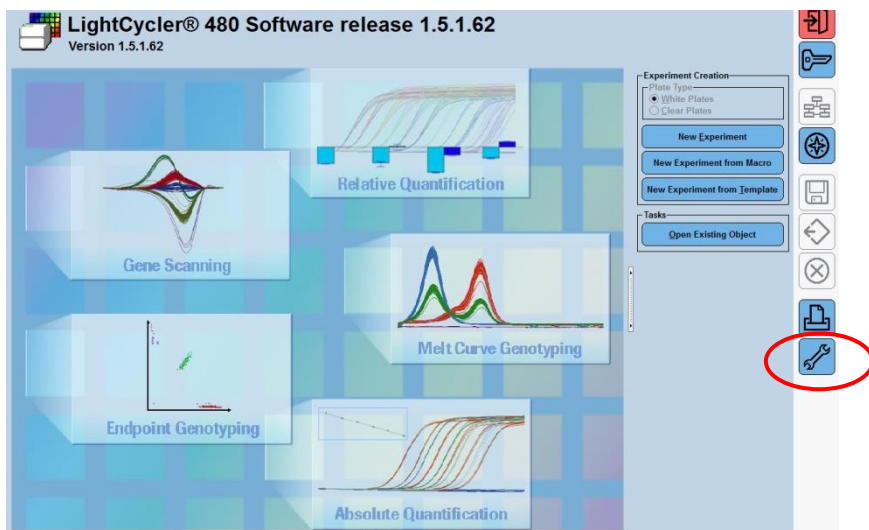 LightCycler® 480 Software release 1.5.1.62
Version 1.5.1.62
Relative Quantification
Gene Scanning
Melt Curve Genotyping
Endpoint Genotyping
Absolute Quantification
Experiment Creation
Plate Type
White Plates
Clear Plates
New Experiment
New Experiment from Macro
New Experiment from Template
Tasks
Open Existing Object